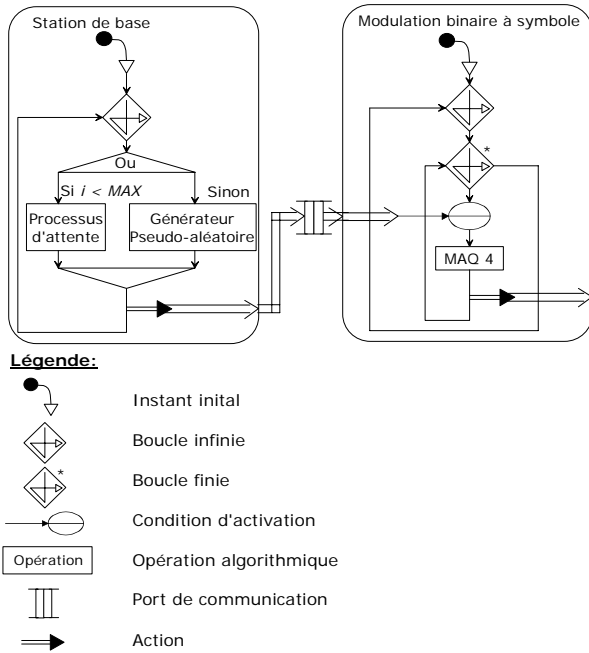 Station de base
Modulation binaire à symbole
Ou
*
Si i < MAX
Sinon
Processus
d'attente
Générateur
Pseudo-aléatoire
MAQ 4
Légende:
Instant inital
Boucle infinie
*
Boucle finie
Condition d'activation
Opération
Opération algorithmique
Port de communication
Action